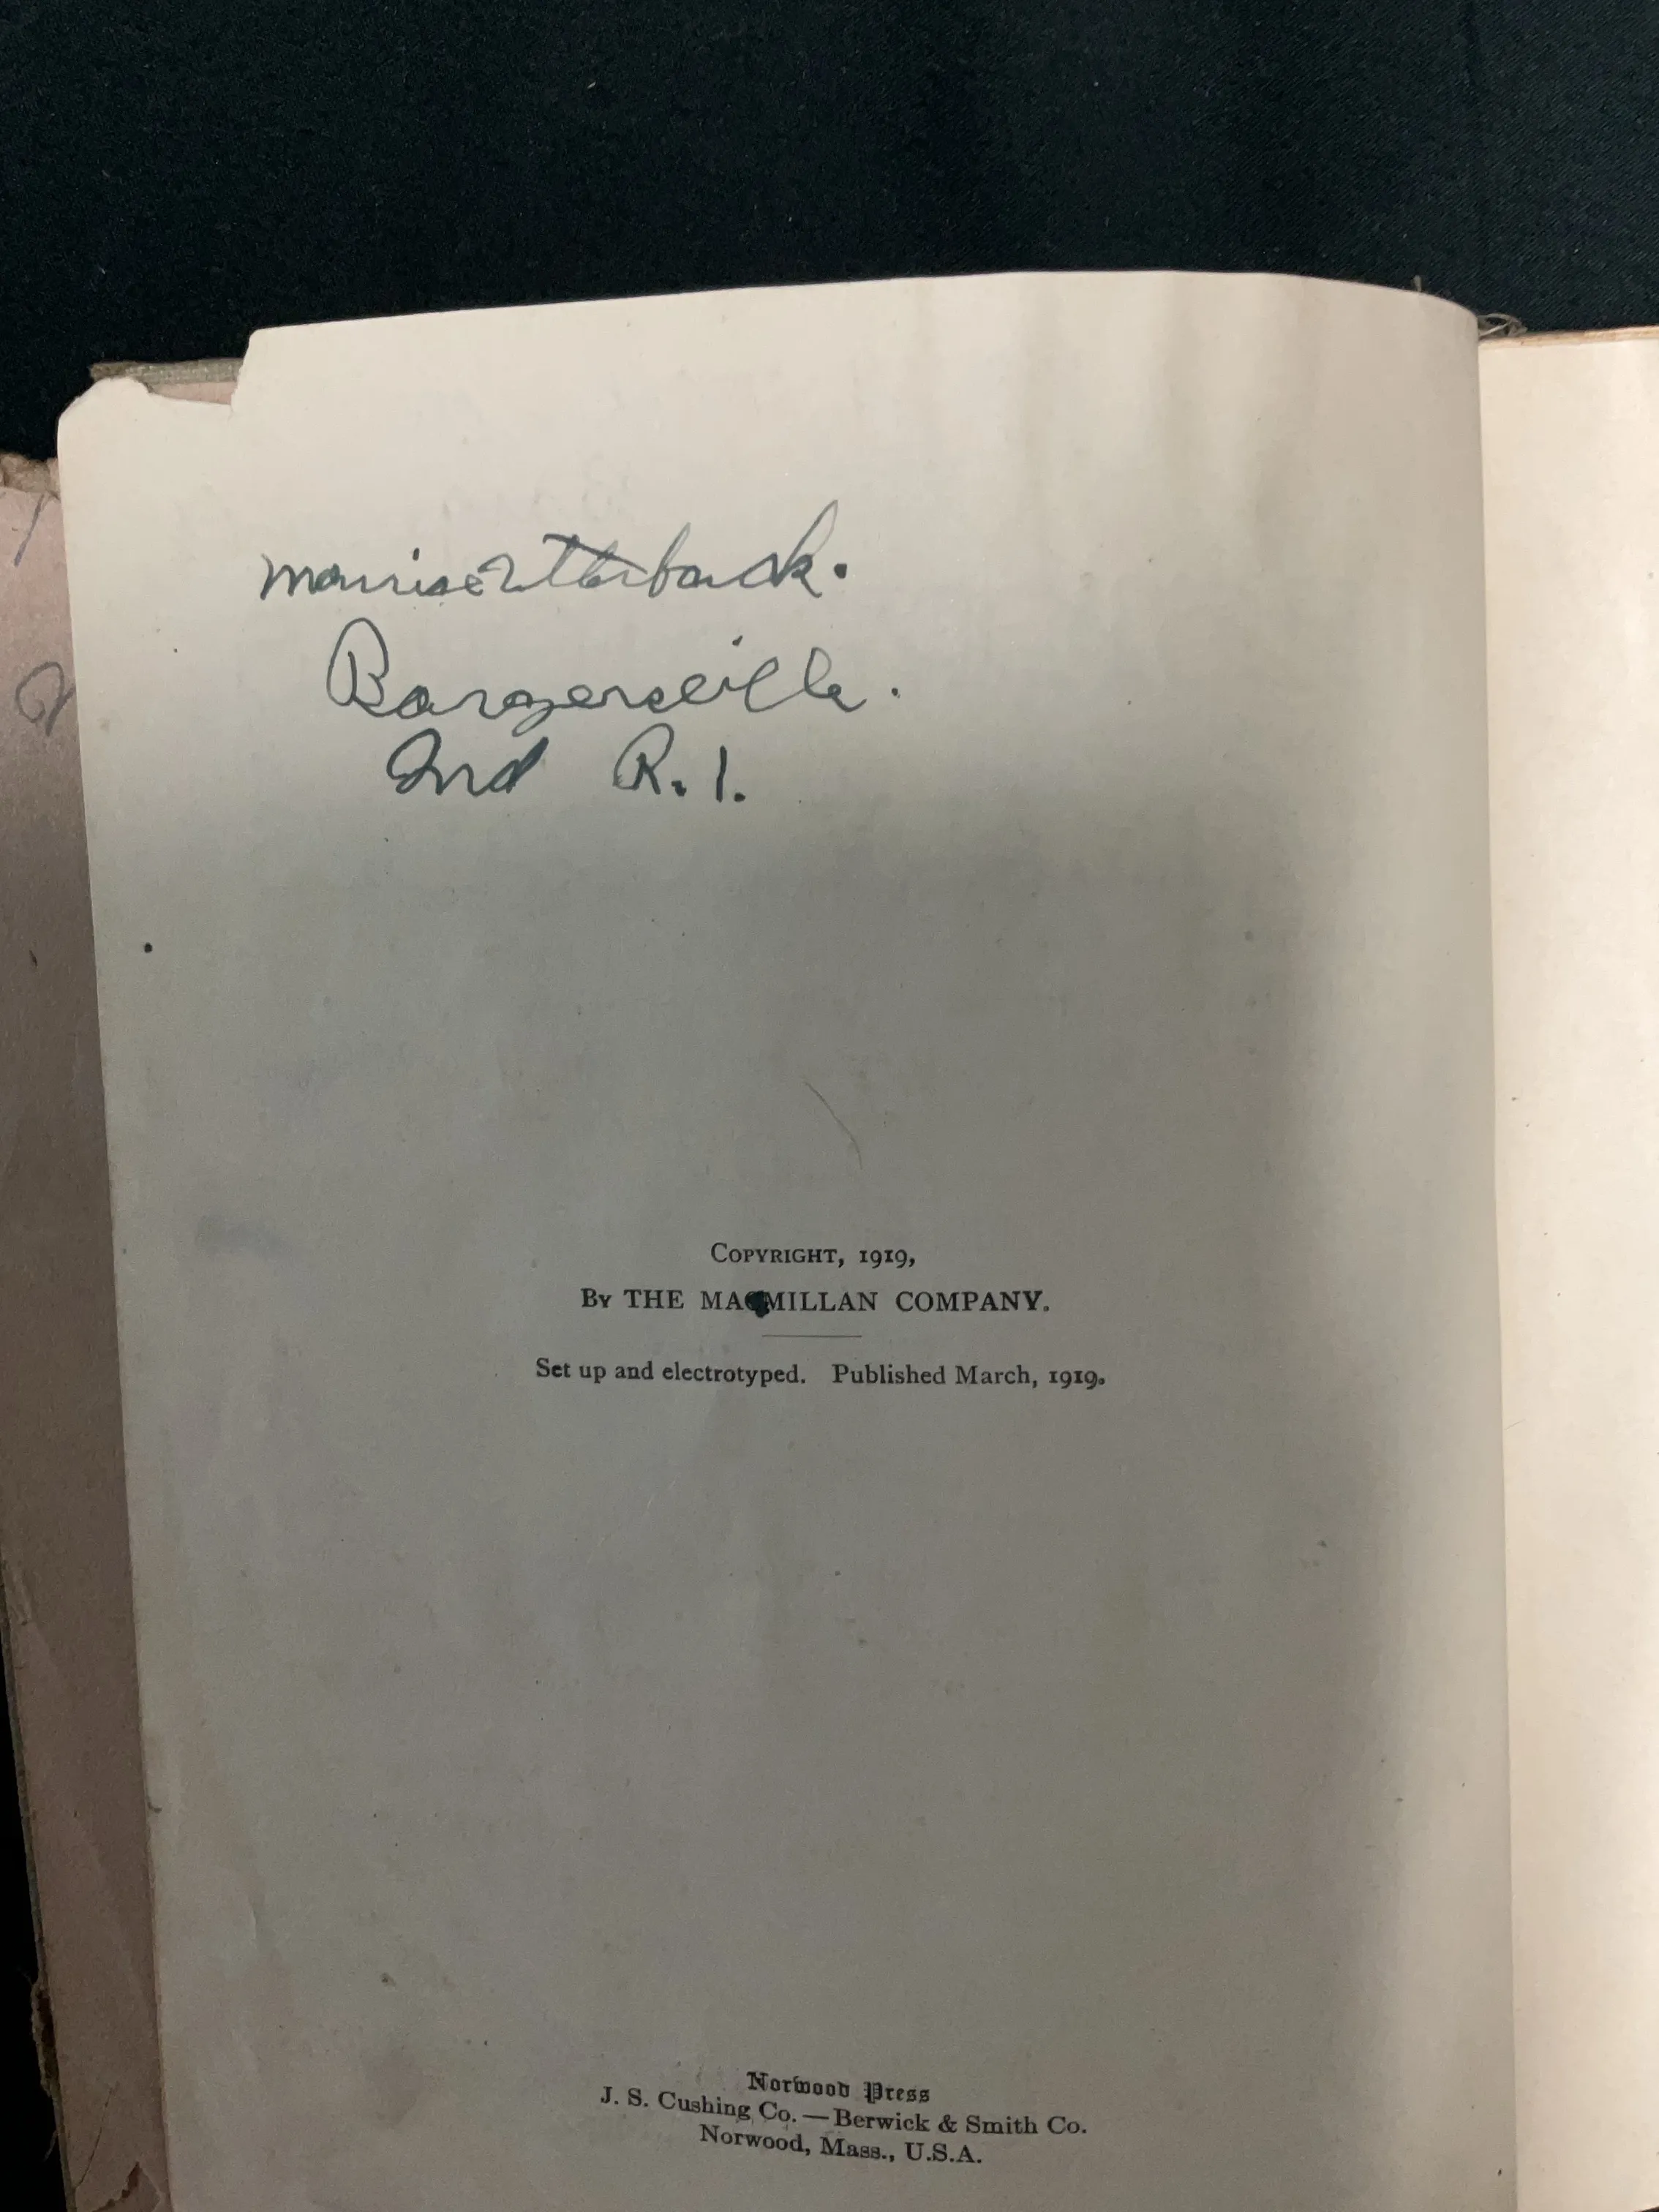 Maurice Utterback.
Bargersville.
Ind R. 1.
COPYRIGHT, 1919,
BY THE MACMILLAN COMPANY.
Set up and electrotyped. Published March, 1919.
Norwood Press
J. S. Cushing Co. — Berwick & Smith Co.
Norwood, Mass., U.S.A.